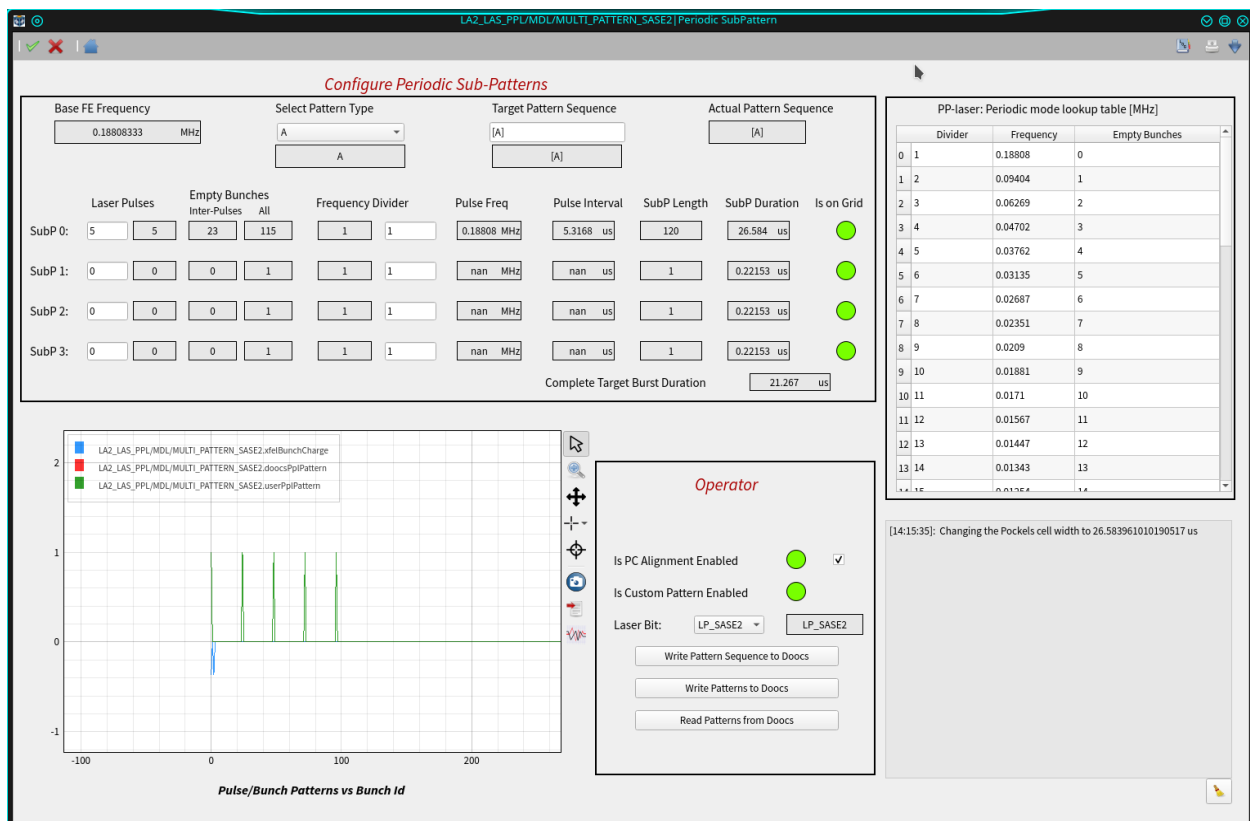 LA2_LAS_PPL/MDL/MULTI_PATTERN_SASE2|Periodic SubPattern
Configure Periodic Sub-Patterns
Base FE Frequency Select Pattern Type Target Pattern Sequence Actual Pattern Sequence
0.18808333 MHz A [A] [A]
A [A]
Laser Pulses Empty Bunches Frequency Divider Pulse Freq Pulse Interval SubP Length SubP Duration Is on Grid
Inter-Pulses All
SubP 0: 5 5 23 115 1 1 0.18808 MHz 5.3168 us 120 26.584 us
SubP 1: 0 0 0 1 1 1 nan MHz nan us 1 0.22153 us
SubP 2: 0 0 0 1 1 1 nan MHz nan us 1 0.22153 us
SubP 3: 0 0 0 1 1 1 nan MHz nan us 1 0.22153 us
Complete Target Burst Duration 21.267 us
PP-laser: Periodic mode lookup table [MHz]
Divider Frequency Empty Bunches
0 1 0.18808 0
1 2 0.09404 1
2 3 0.06269 2
3 4 0.04702 3
4 5 0.03762 4
5 6 0.03135 5
6 7 0.02687 6
7 8 0.02351 7
8 9 0.0209 8
9 10 0.01881 9
10 11 0.0171 10
11 12 0.01567 11
12 13 0.01447 12
13 14 0.01343 13
14 15 0.01254 14
LA2_LAS_PPL/MDL/MULTI_PATTERN_SASE2.xfelBunchCharge
LA2_LAS_PPL/MDL/MULTI_PATTERN_SASE2.doocsPplPattern
LA2_LAS_PPL/MDL/MULTI_PATTERN_SASE2.userPplPattern
2
1
0
-1
-100 0 100 200
Pulse/Bunch Patterns vs Bunch Id
Operator
Is PC Alignment Enabled
Is Custom Pattern Enabled
Laser Bit: LP_SASE2 LP_SASE2
Write Pattern Sequence to Doocs
Write Patterns to Doocs
Read Patterns from Doocs
[14:15:35]: Changing the Pockels cell width to 26.583961010190517 us